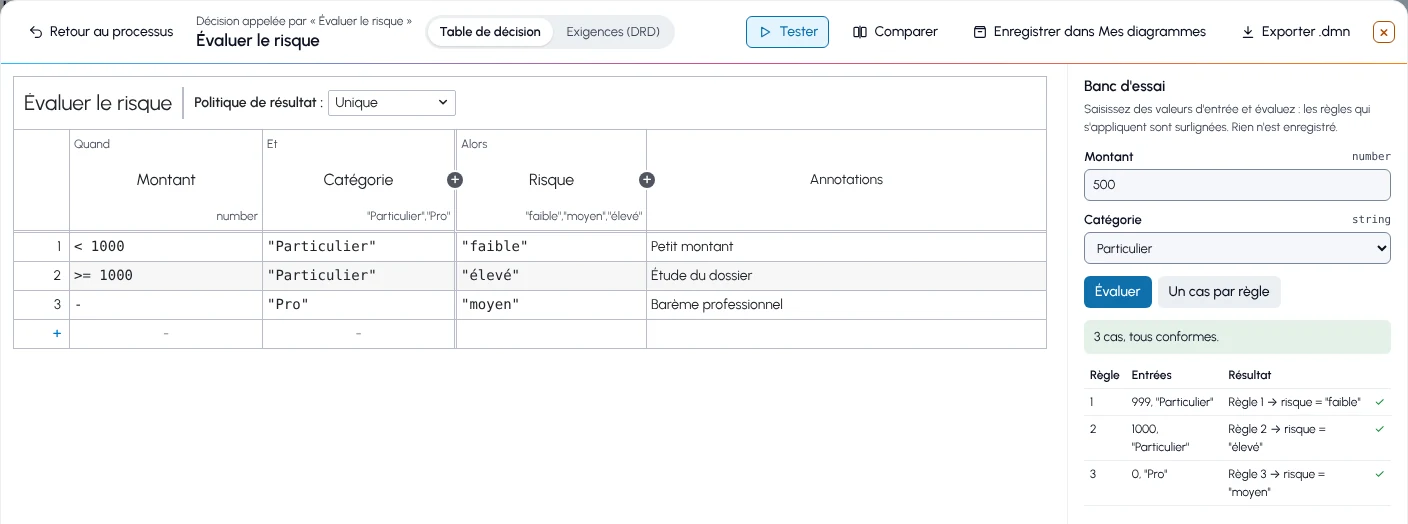 Retour au processus
Décision appelée par « Évaluer le risque »
Évaluer le risque
Table de décision
Exigences (DRD)
Tester
Comparer
Enregistrer dans Mes diagrammes
Exporter .dmn
Évaluer le risque
Politique de résultat :
Unique
Quand
Et
Alors
Montant
Catégorie
Risque
Annotations
number
"Particulier","Pro"
"faible","moyen","élevé"
1 < 1000 "Particulier" "faible" Petit montant
2 >= 1000 "Particulier" "élevé" Étude du dossier
3 - "Pro" "moyen" Barème professionnel
+ - -
Banc d'essai
Saisissez des valeurs d'entrée et évaluez : les règles qui
s'appliquent sont surlignées. Rien n'est enregistré.
Montant number
500
Catégorie string
Particulier
Évaluer
Un cas par règle
3 cas, tous conformes.
Règle Entrées Résultat
1 999, "Particulier" Règle 1 → risque = "faible" ✓
2 1000, Règle 2 → risque = ✓
"Particulier" "élevé"
3 0, "Pro" Règle 3 → risque = ✓
"moyen"